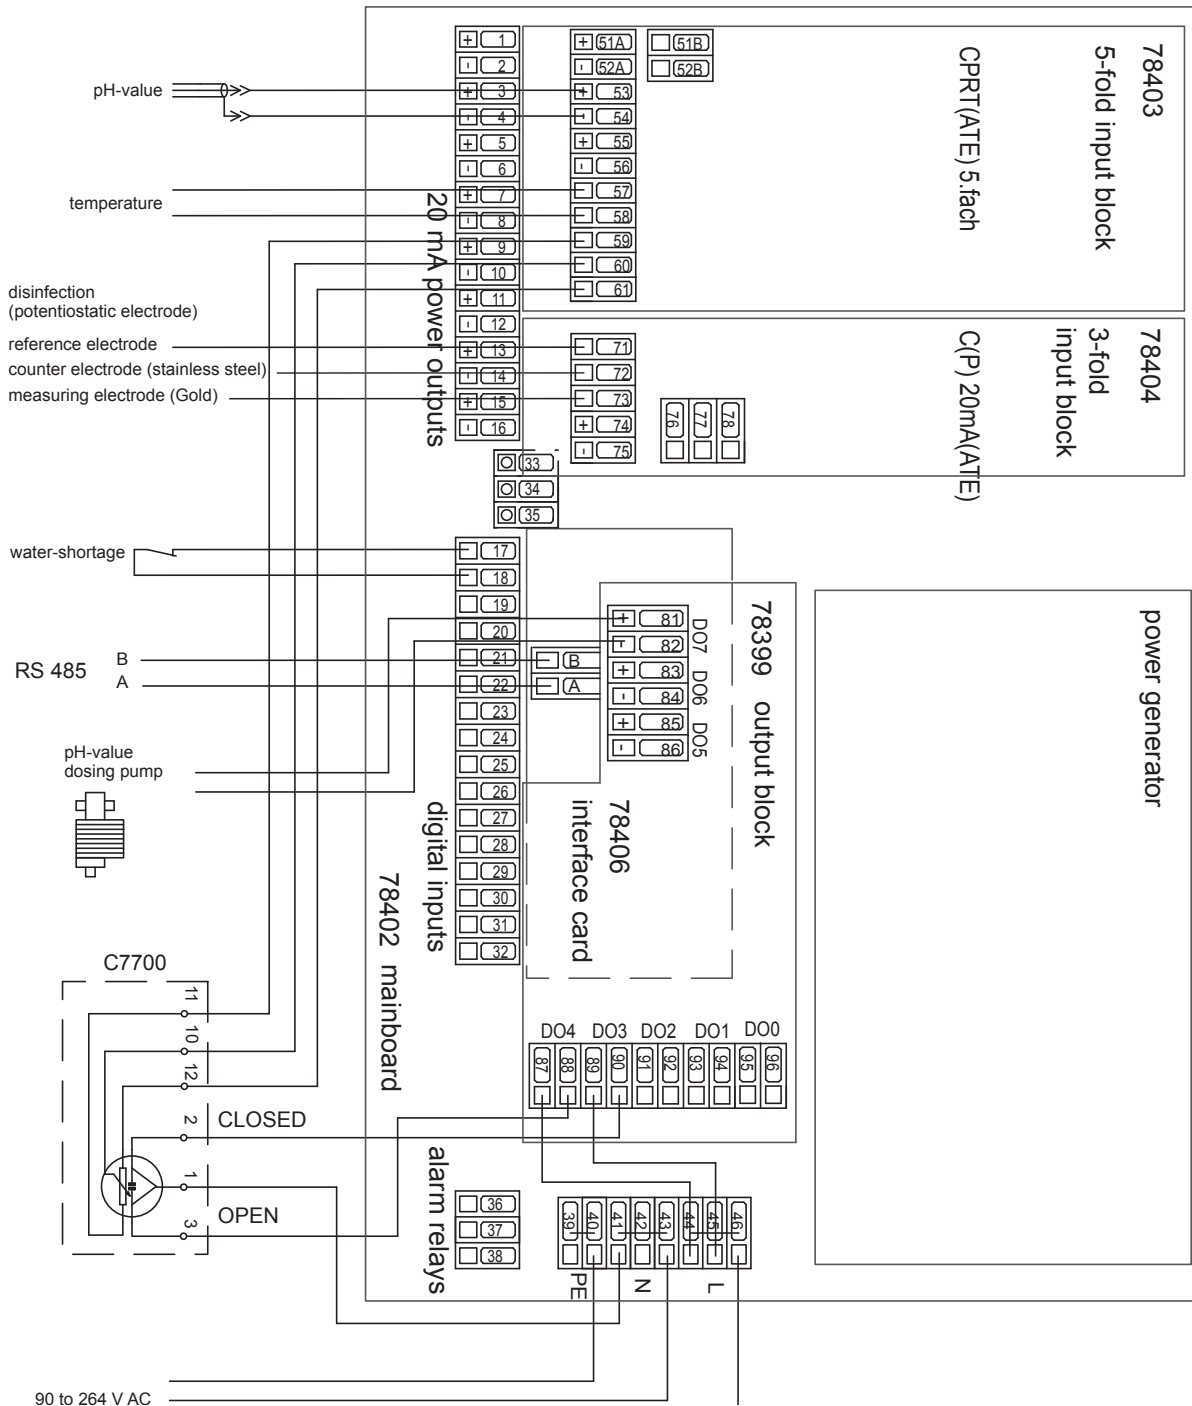 pH-value
temperature
disinfection
(potentiostatic electrode)
reference electrode
counter electrode (stainless steel)
measuring electrode (Gold)
water-shortage
RS 485
B
A
pH-value
dosing pump
C7700
11
10
12
2
CLOSED
1
3
OPEN
90 to 264 V AC
+ 1
- 2
+ 3
- 4
+ 5
- 6
+ 7
- 8
+ 9
- 10
+ 11
- 12
+ 13
- 14
+ 15
- 16
20 mA power outputs
33
34
35
17
18
19
20
21
22
23
24
25
26
27
28
29
30
31
32
digital inputs
78402 mainboard
36
37
38
alarm relays
+ 51A
- 52A
51B
52B
+ 53
- 54
+ 55
- 56
57
58
59
60
61
78403
5-fold input block
CPRT(ATE) 5.fach
71
72
73
+ 74
- 75
76
77
78
78404
3-fold
input block
C(P) 20mA(ATE)
B
A
+ 81
- 82
+ 83
- 84
+ 85
- 86
DO7
DO6
DO5
78399 output block
78406
interface card
power generator
DO4 DO3 DO2 DO1 DO0
87 88 89 90 91 92 93 94 95 96
39 40 41 42 43 44 45 46
PE N L